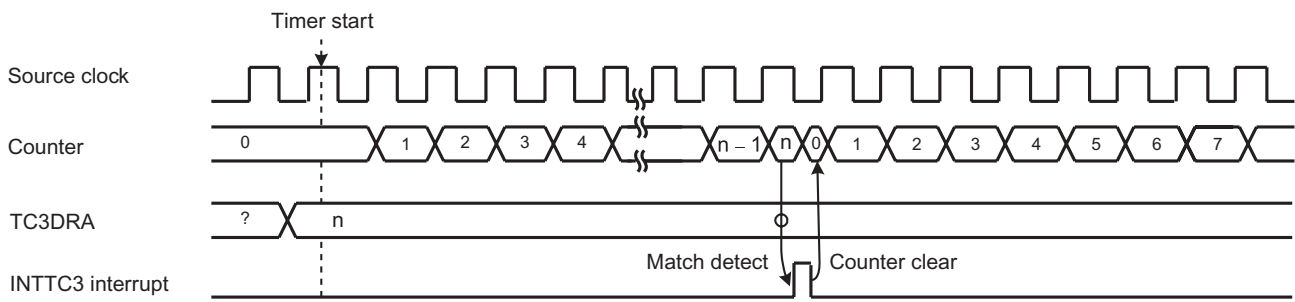 Timer start
Source clock
Counter 0 1 2 3 4 n – 1 n 0 1 2 3 4 5 6 7
TC3DRA ? n
Match detect Counter clear
INTTC3 interrupt